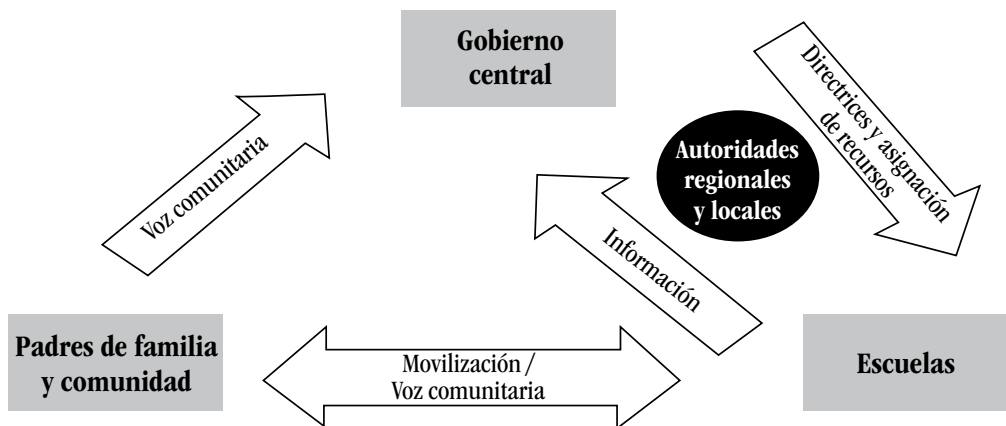 Gobierno
central
Directrices y asignación
de recursos
Autoridades
regionales
y locales
Voz comunitaria
Información
Padres de familia
y comunidad
Movilización /
Voz comunitaria
Escuelas